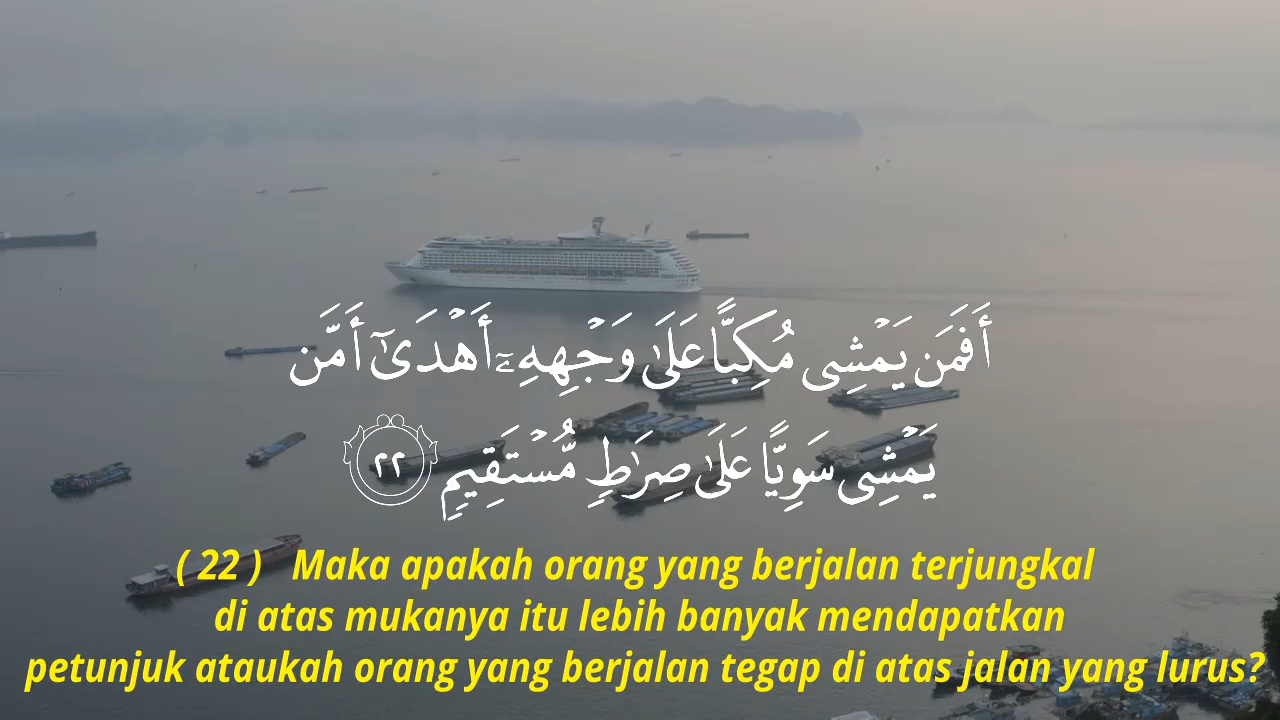 أَفَمَن يَمْشِى مُكِبًّا عَلَىٰ وَجْهِهِۦٓ أَهْدَىٰٓ أَمَّن
يَمْشِى سَوِيًّا عَلَىٰ صِرَٰطٍ مُّسْتَقِيمٍ ٢٢
( 22 ) Maka apakah orang yang berjalan terjungkal
di atas mukanya itu lebih banyak mendapatkan
petunjuk ataukah orang yang berjalan tegap di atas jalan yang lurus?